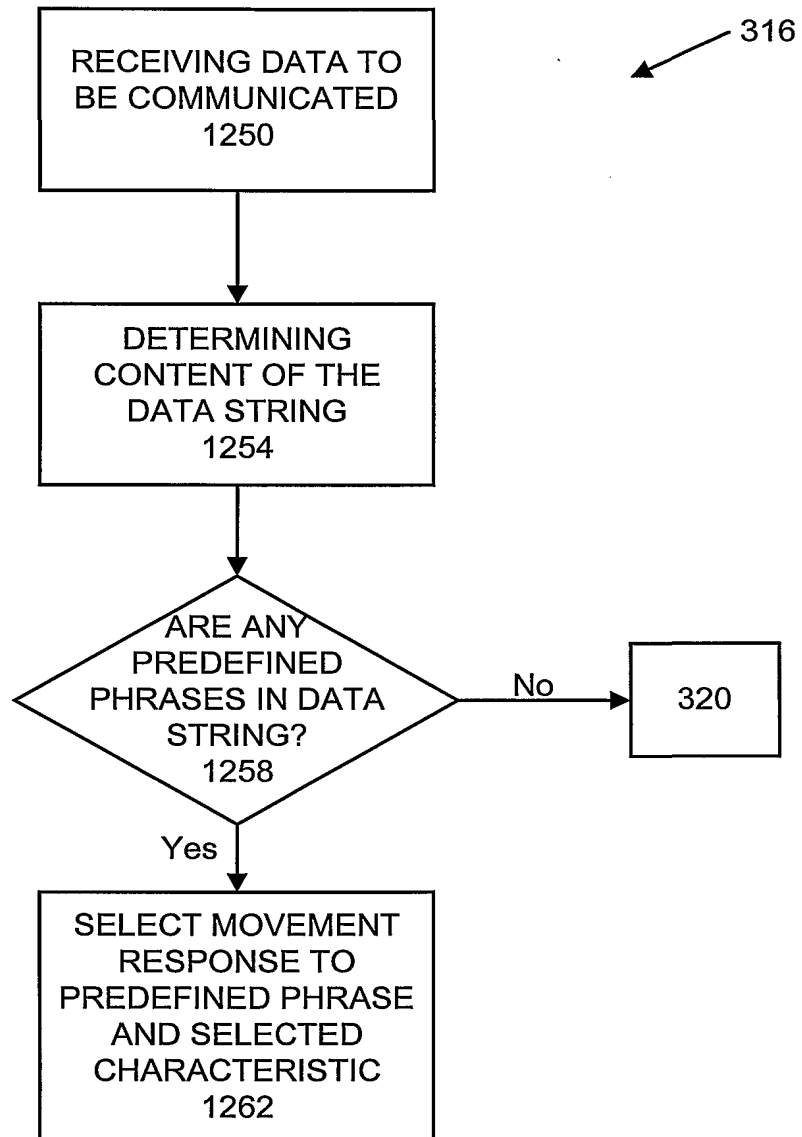 316
RECEIVING DATA TO
BE COMMUNICATED
1250
DETERMINING
CONTENT OF THE
DATA STRING
1254
ARE ANY
PREDEFINED
PHRASES IN DATA
STRING?
1258
No
320
Yes
SELECT MOVEMENT
RESPONSE TO
PREDEFINED PHRASE
AND SELECTED
CHARACTERISTIC
1262